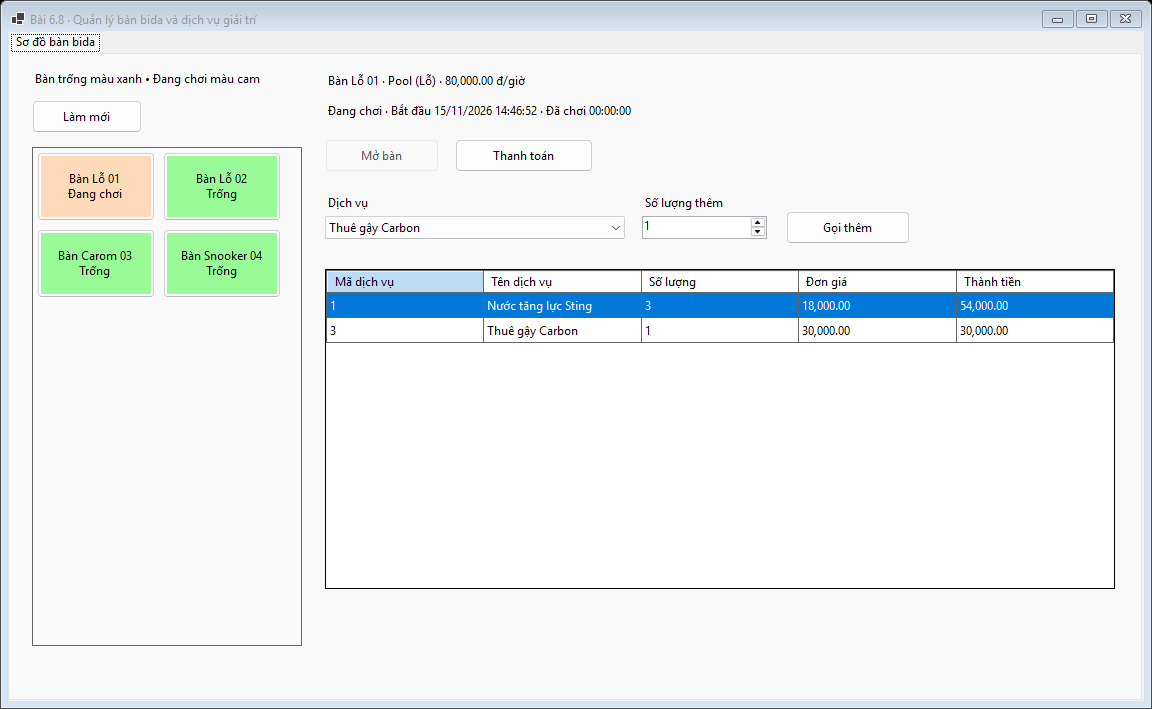 Bài 6.8 · Quản lý bàn bida và dịch vụ giải trí
Sơ đồ bàn bida
Bàn trống màu xanh • Đang chơi màu cam
Làm mới
Bàn Lỗ 01
Đang chơi
Bàn Lỗ 02
Trống
Bàn Carom 03
Trống
Bàn Snooker 04
Trống
Bàn Lỗ 01 · Pool (Lỗ) · 80,000.00 đ/giờ
Đang chơi · Bắt đầu 15/11/2026 14:46:52 · Đã chơi 00:00:00
Mở bàn
Thanh toán
Dịch vụ
Số lượng thêm
Thuê gậy Carbon
1
Gọi thêm
Mã dịch vụ Tên dịch vụ Số lượng Đơn giá Thành tiền
1 Nước tăng lực Sting 3 18,000.00 54,000.00
3 Thuê gậy Carbon 1 30,000.00 30,000.00